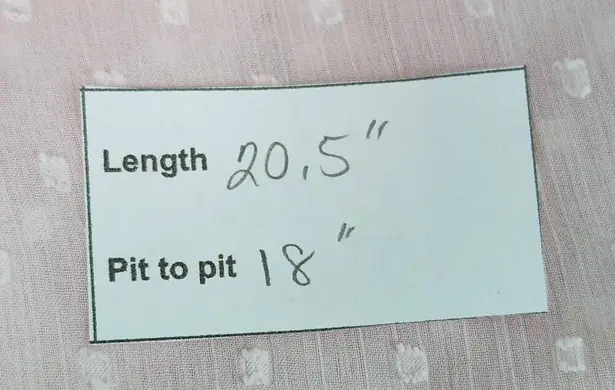 Length 20.5"
Pit to pit 18"